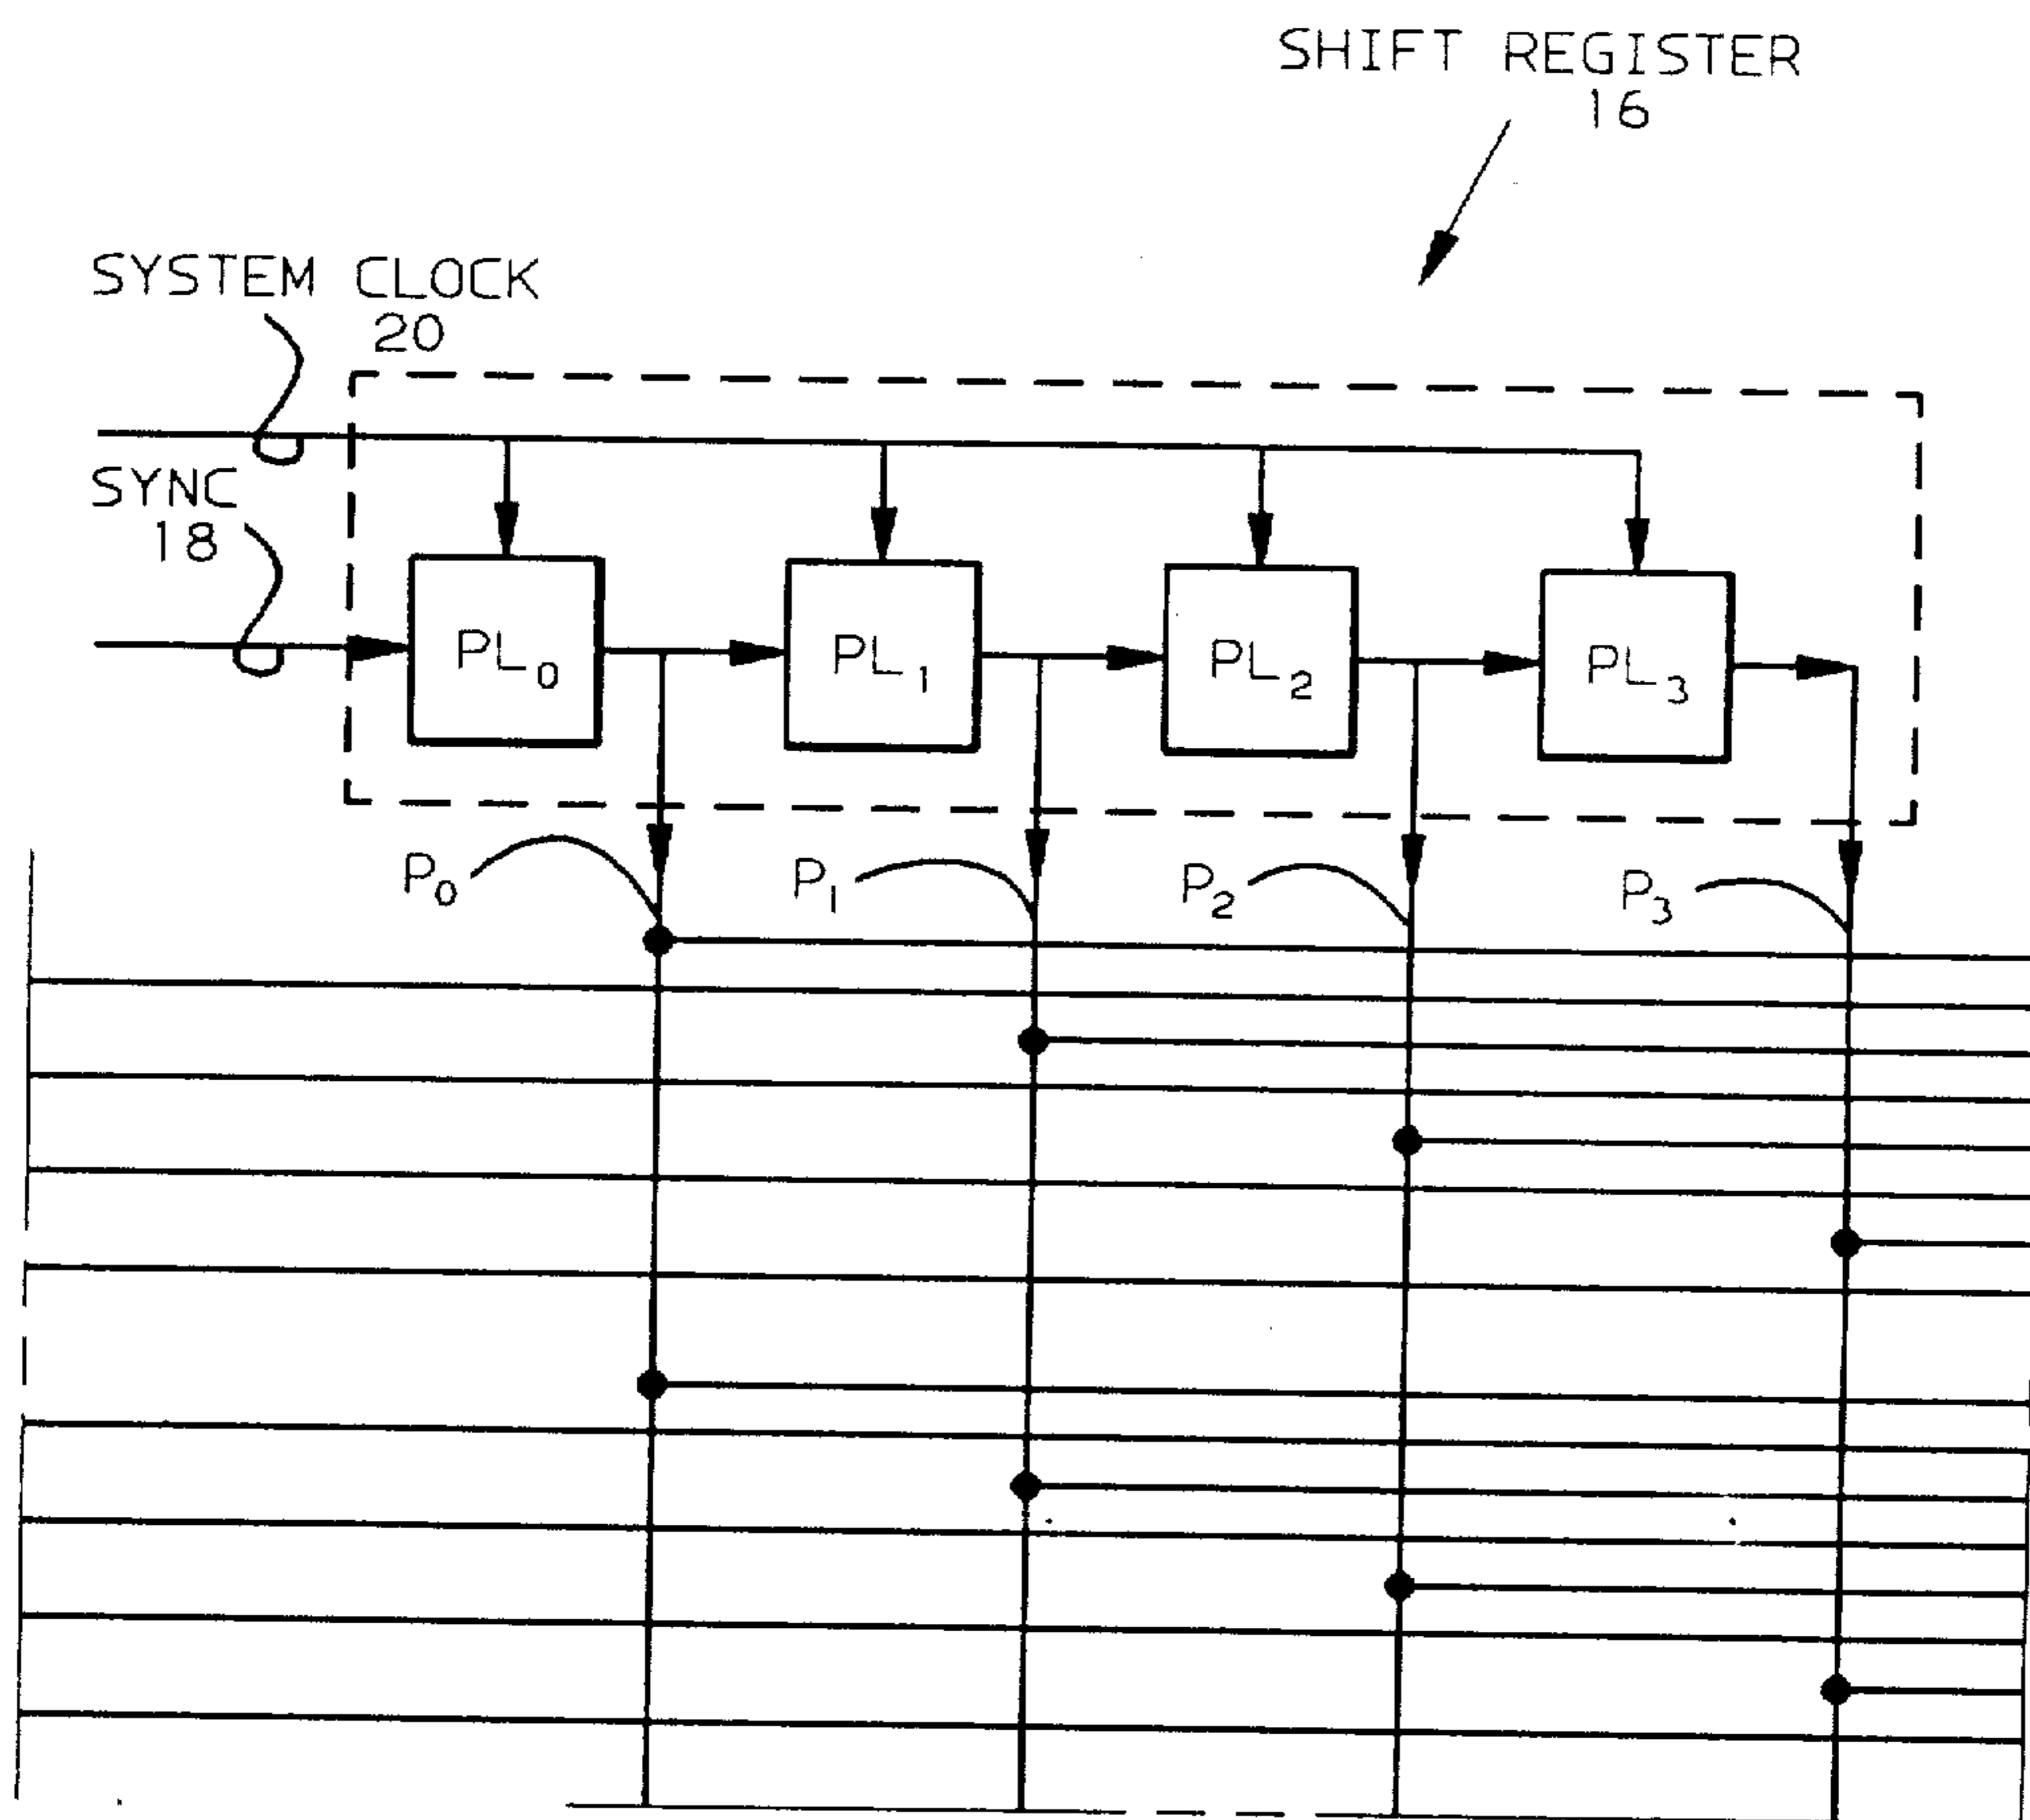 SHIFT REGISTER
16
SYSTEM CLOCK
20
SYNC
18
PL0
PL1
PL2
PL3
P0
P1
P2
P3